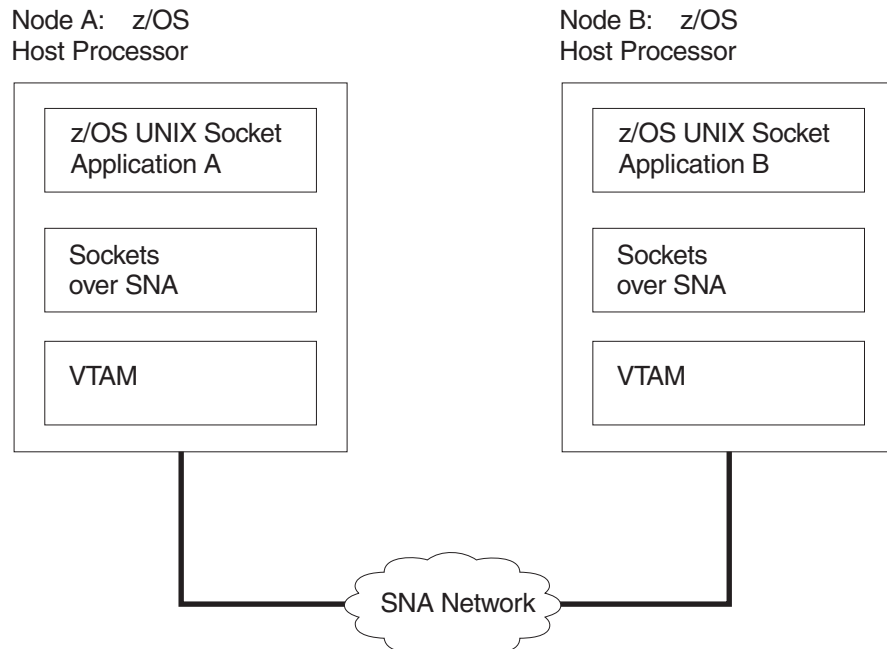 Node A: z/OS
Host Processor
z/OS UNIX Socket
Application A
Sockets
over SNA
VTAM
Node B: z/OS
Host Processor
z/OS UNIX Socket
Application B
Sockets
over SNA
VTAM
SNA Network